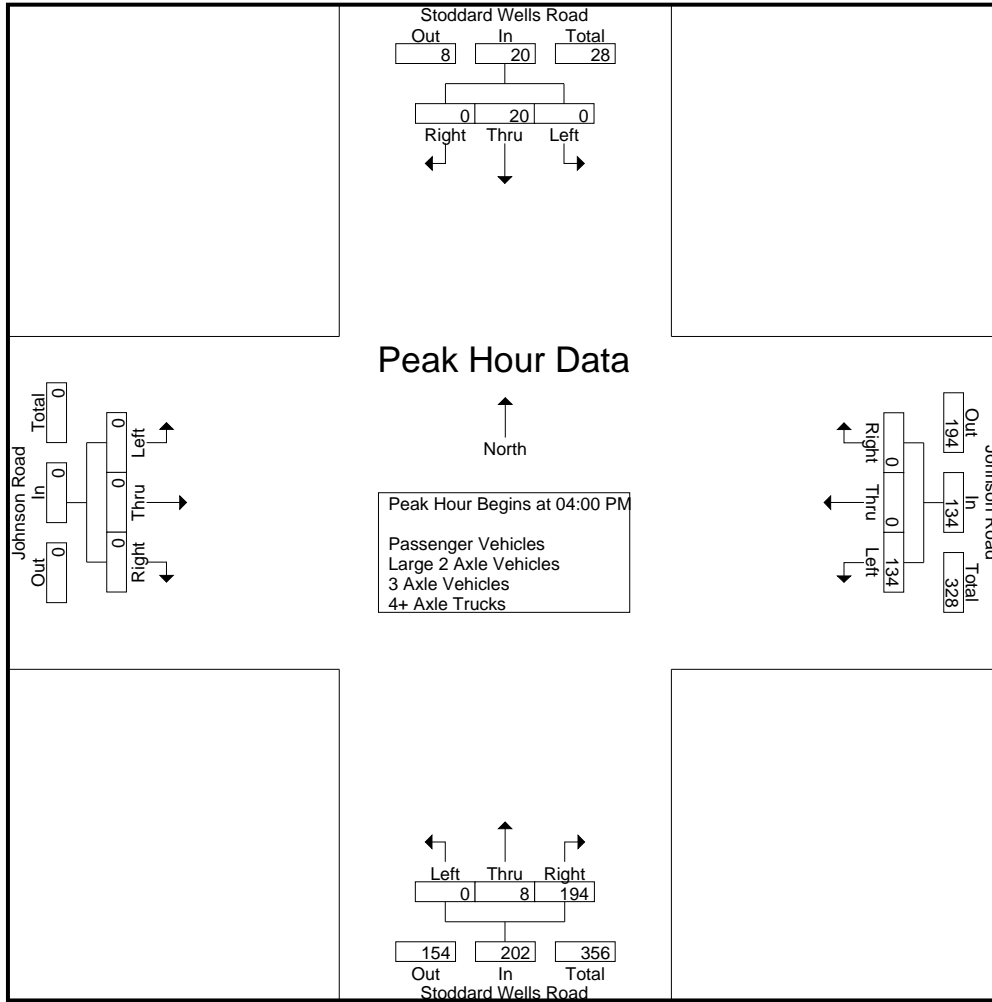 Stoddard Wells Road
Out In Total
8 20 28
0 20 0
Right Thru Left
Peak Hour Data
North
Peak Hour Begins at 04:00 PM
Passenger Vehicles
Large 2 Axle Vehicles
3 Axle Vehicles
4+ Axle Trucks
Johnson Road
Out In Total
0 0 0
0 0 0
Right Thru Left
Johnson Road
Out In Total
194 134 328
0 0 134
Right Thru Left
Left Thru Right
0 8 194
154 202 356
Out In Total
Stoddard Wells Road